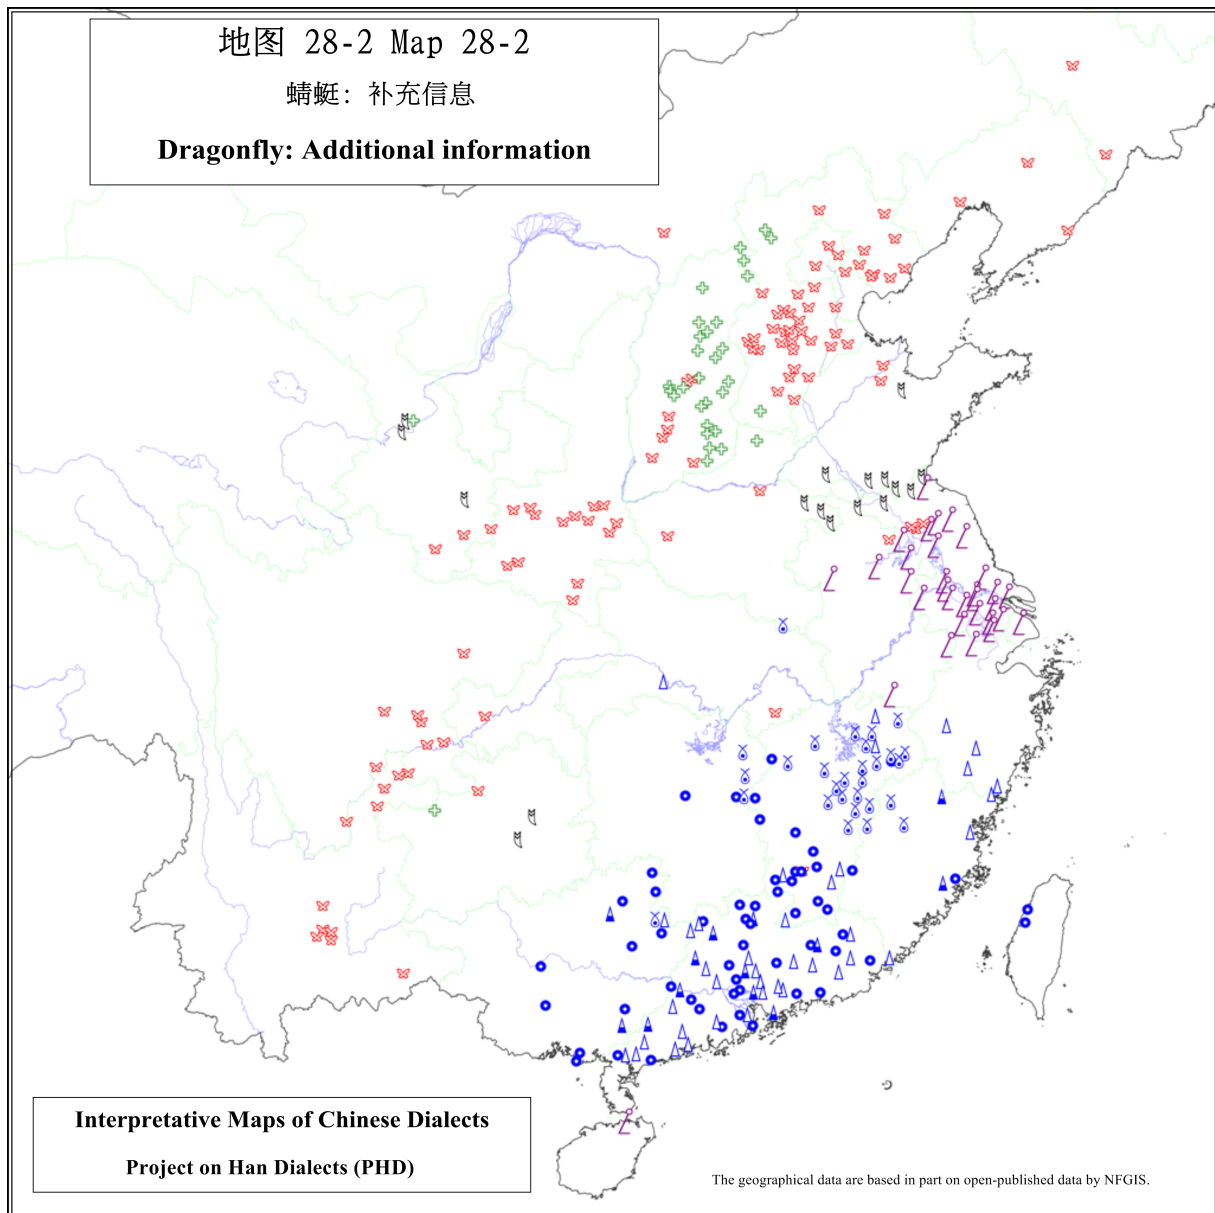 地图 28-2 Map 28-2
蜻蜓: 补充信息
Dragonfly: Additional information
Interpretative Maps of Chinese Dialects
Project on Han Dialects (PHD)
The geographical data are based in part on open-published data by NFGIS.